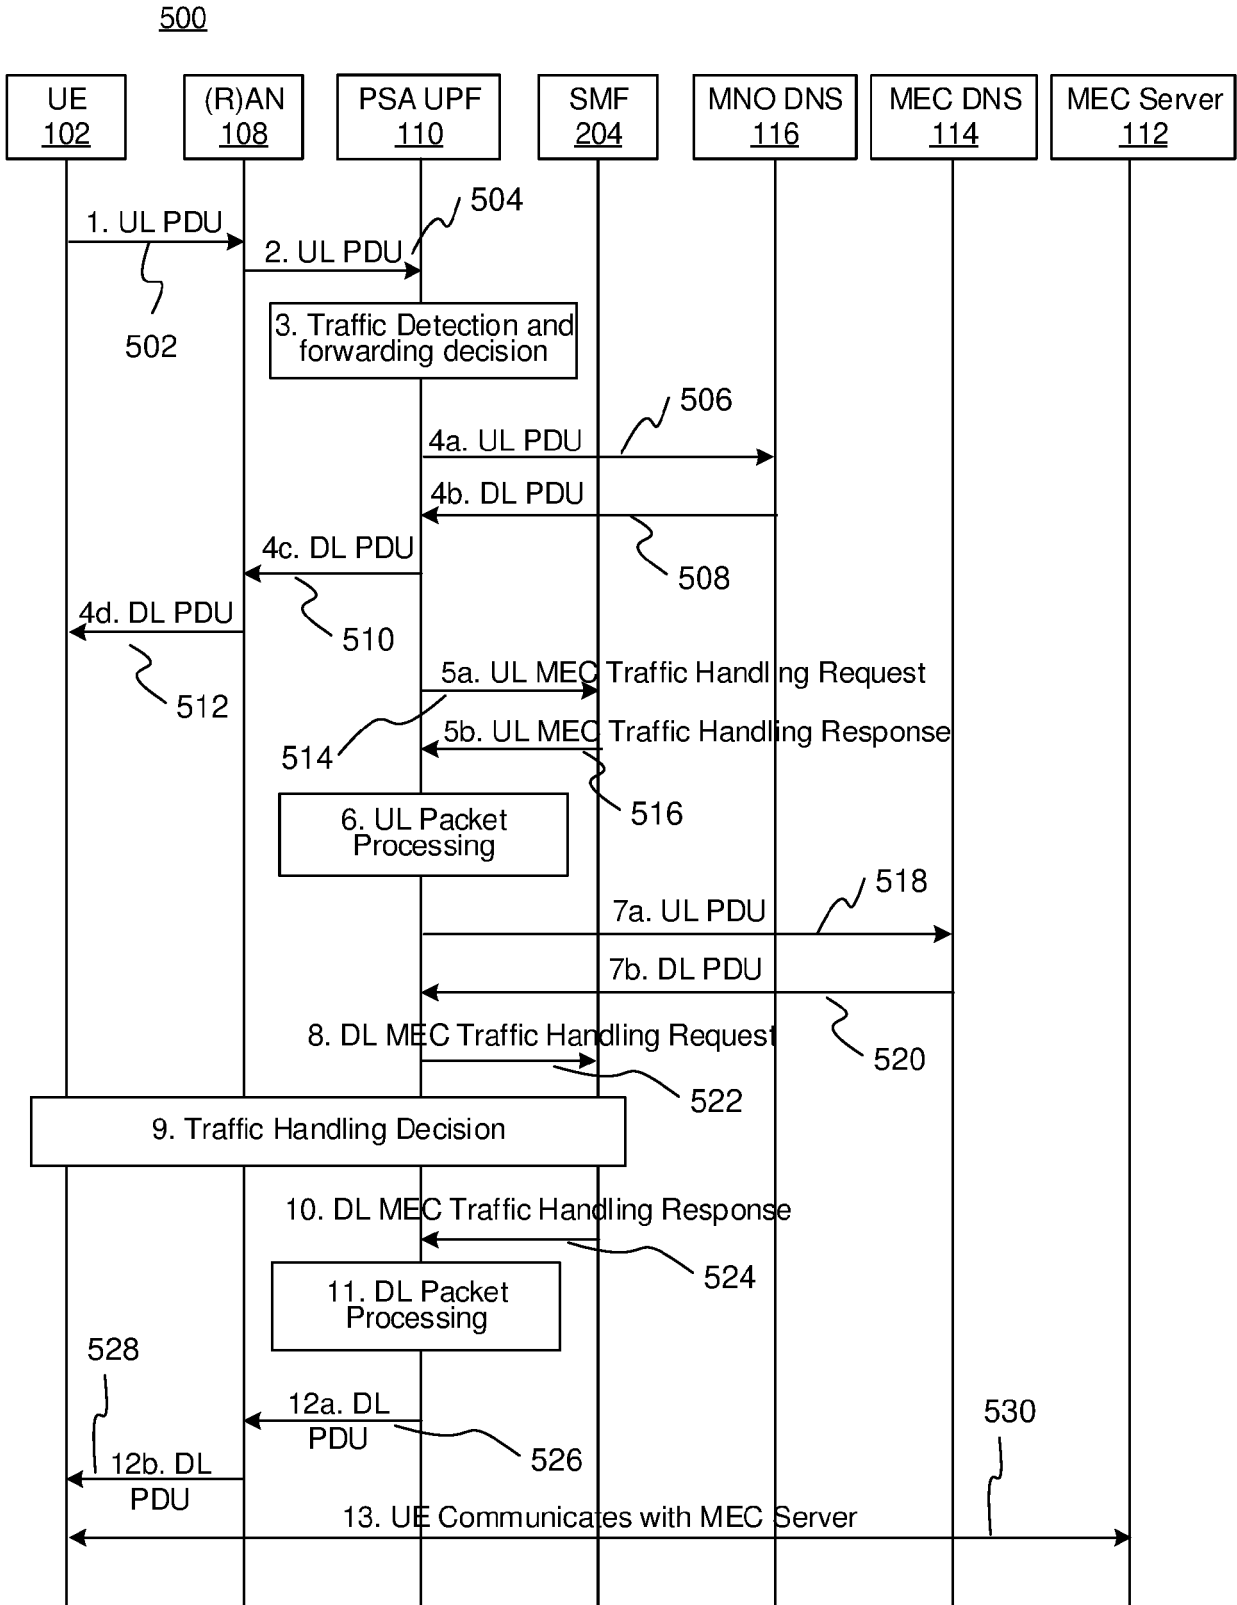 500
UE
102
(R)AN
108
PSA UPF
110
SMF
204
MNO DNS
116
MEC DNS
114
MEC Server
112
1. UL PDU
502
2. UL PDU
504
3. Traffic Detection and
forwarding decision
4a. UL PDU
506
4b. DL PDU
508
4c. DL PDU
510
4d. DL PDU
512
5a. UL MEC Traffic Handling Request
514
5b. UL MEC Traffic Handling Response
516
6. UL Packet
Processing
7a. UL PDU
518
7b. DL PDU
520
8. DL MEC Traffic Handling Request
522
9. Traffic Handling Decision
10. DL MEC Traffic Handling Response
524
11. DL Packet
Processing
12a. DL
PDU
526
528
12b. DL
PDU
530
13. UE Communicates with MEC Server